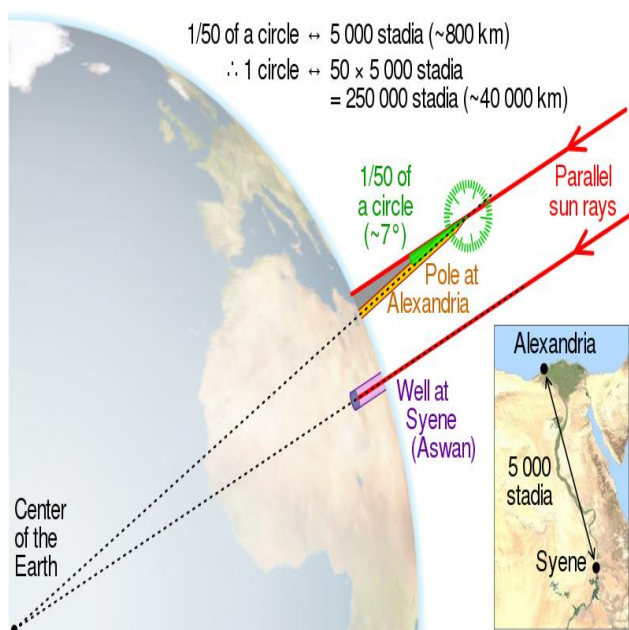 1/50 of a circle ↔ 5 000 stadia (~800 km)
∴ 1 circle ↔ 50 × 5 000 stadia
= 250 000 stadia (~40 000 km)
1/50 of
a circle
(~7°)
Parallel
sun rays
Pole at
Alexandria
Well at
Syene
(Aswan)
Center
of the
Earth
Alexandria
5 000
stadia
Syene